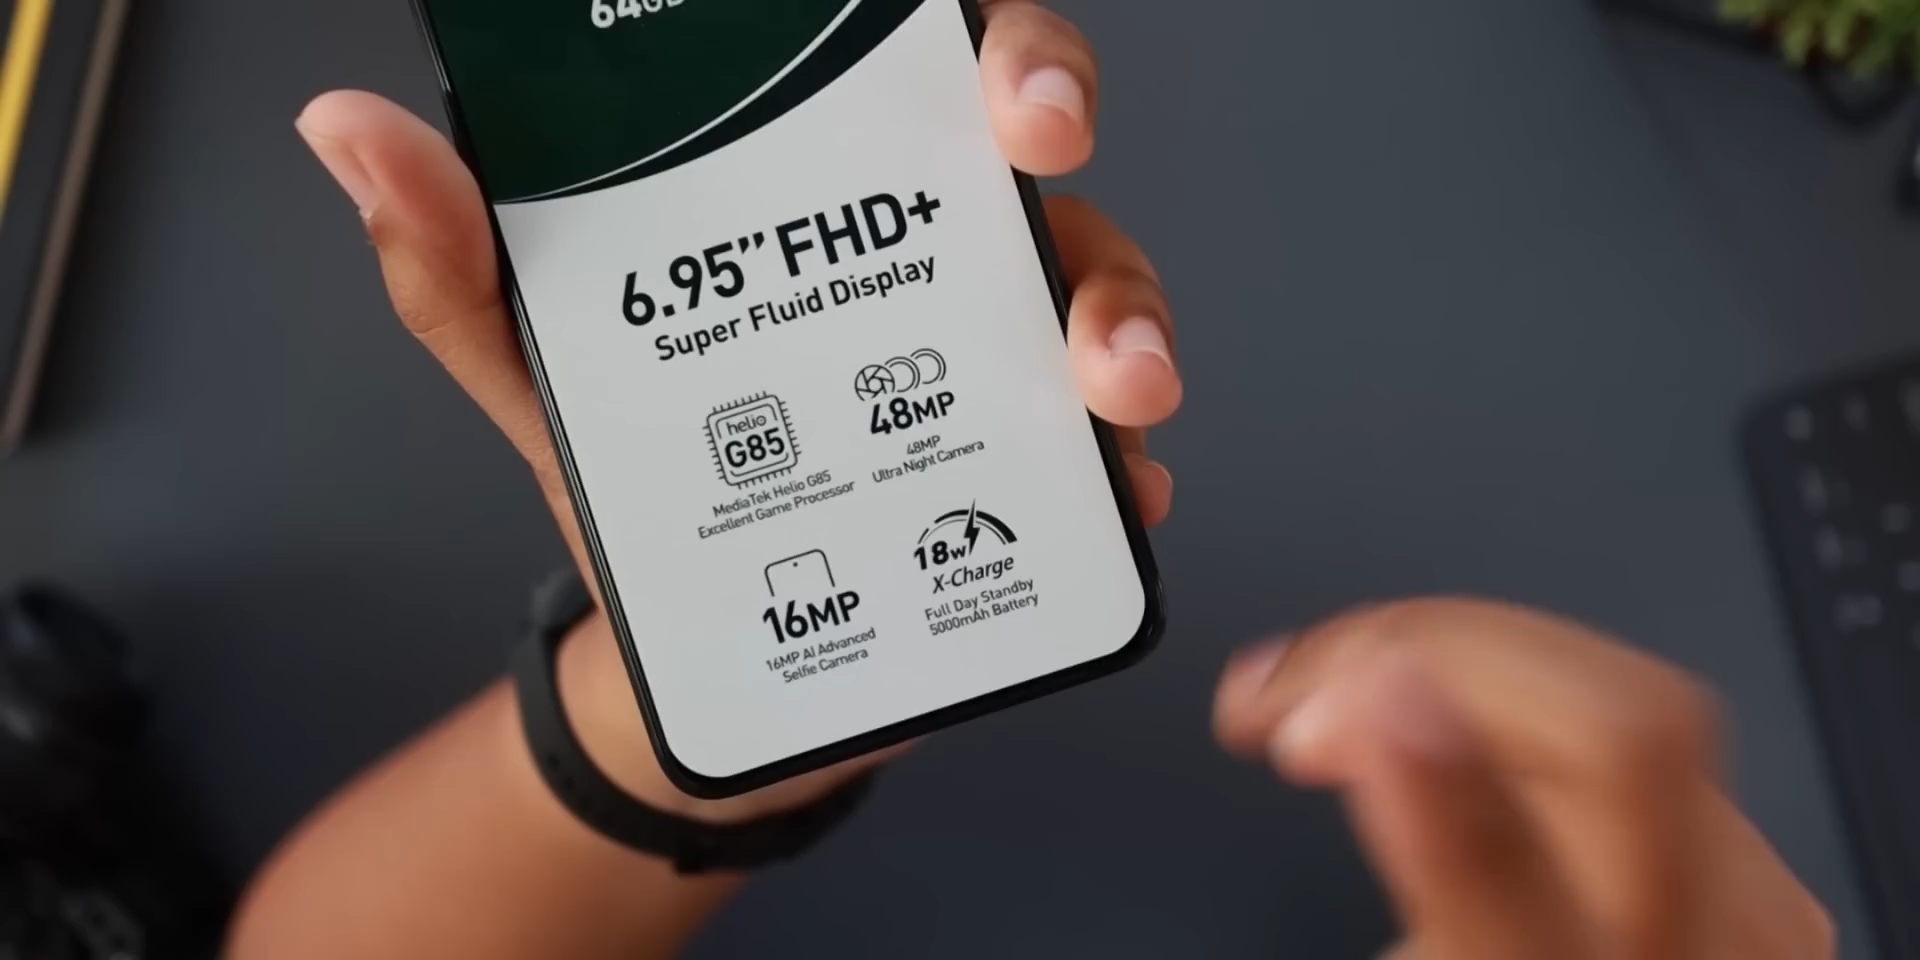 64GB
6.95” FHD+
Super Fluid Display
helio
G85
MediaTek Helio G85
Excellent Game Processor
48MP
48MP
Ultra Night Camera
16MP
16MP AI Advanced
Selfie Camera
18w
X-Charge
Full Day Standby
5000mAh Battery